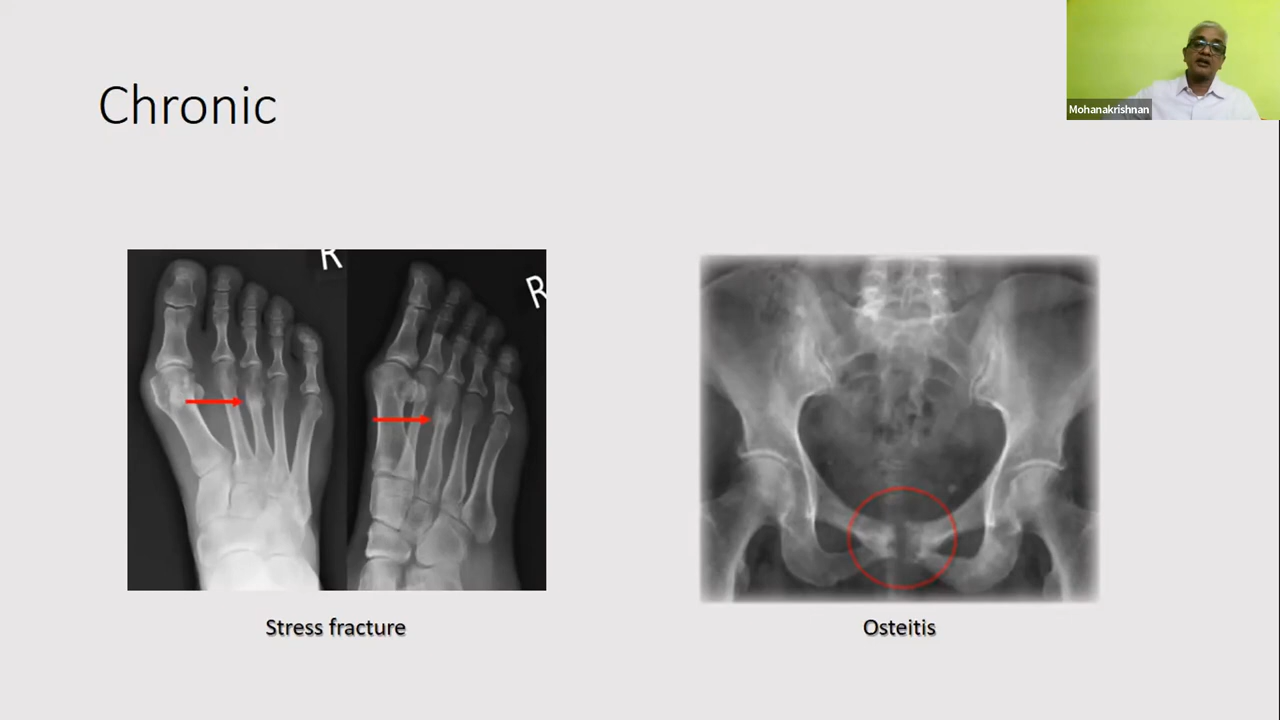 Chronic
Mohanakrishnan
R
R
Stress fracture
Osteitis